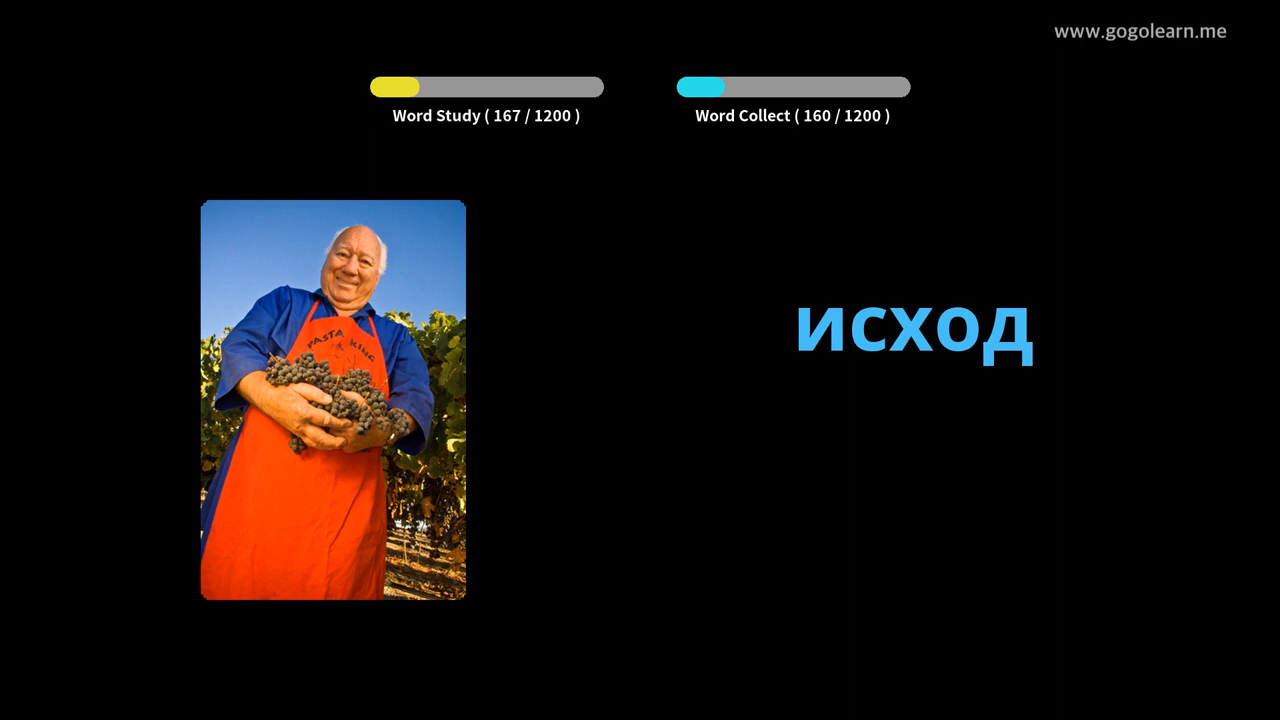 www.gogolearn.me
Word Study ( 167 / 1200 )
Word Collect ( 160 / 1200 )
PASTA KING
исход